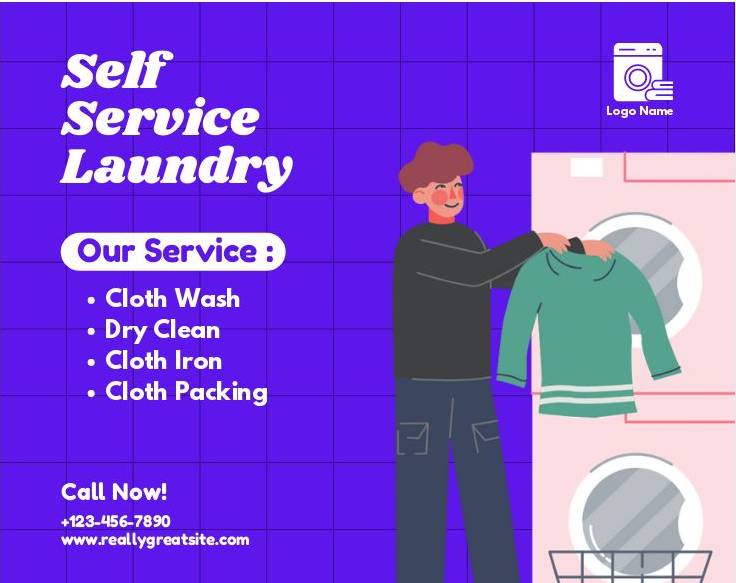 Self
Service
Laundry
Logo Name
Our Service :
• Cloth Wash
• Dry Clean
• Cloth Iron
• Cloth Packing
Call Now!
+123-456-7890
www.reallygreatsite.com